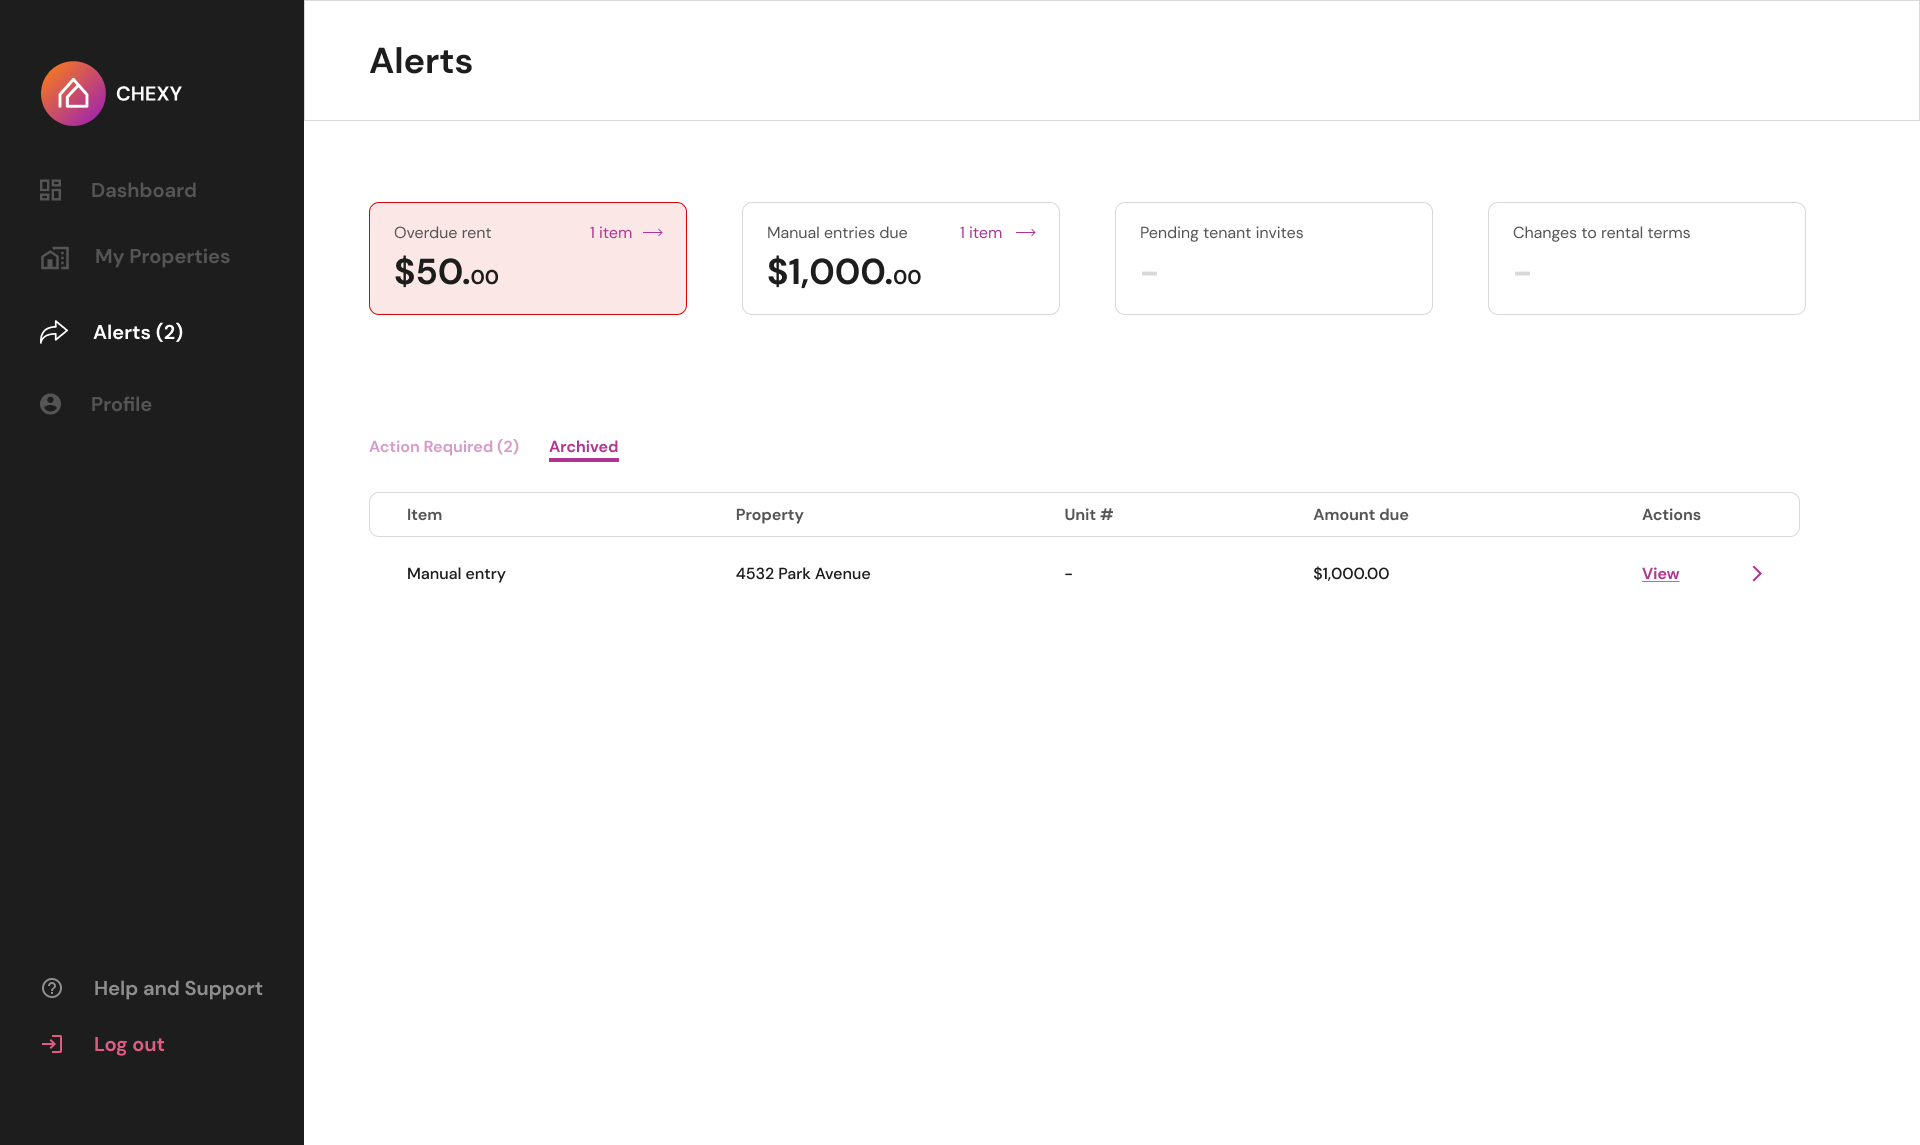 CHEXY
Dashboard
My Properties
Alerts (2)
Profile
Help and Support
Log out
Alerts
Overdue rent
1 item
$50.00
Manual entries due
1 item
$1,000.00
Pending tenant invites
–
Changes to rental terms
–
Action Required (2)
Archived
Item
Property
Unit #
Amount due
Actions
Manual entry
4532 Park Avenue
-
$1,000.00
View